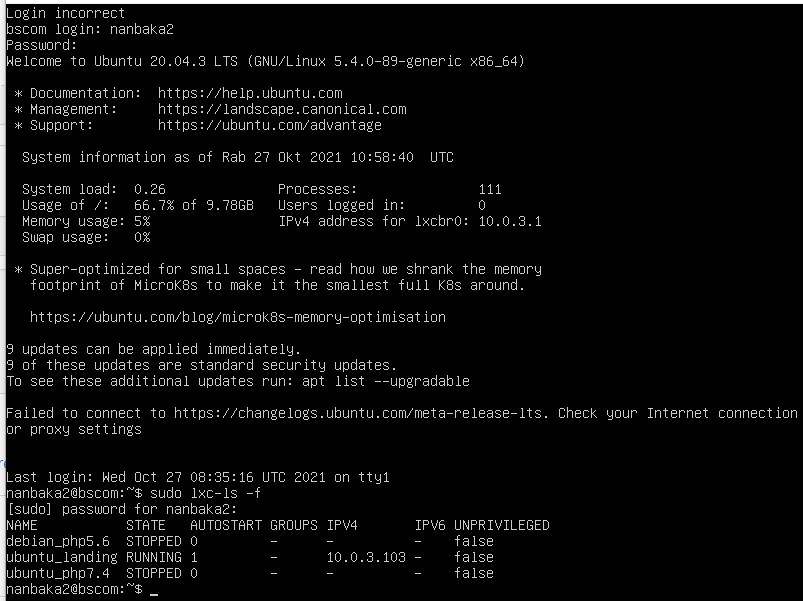 Login incorrect
bscom login: nanbaka2
Password:
Welcome to Ubuntu 20.04.3 LTS (GNU/Linux 5.4.0-89-generic x86_64)
* Documentation:  https://help.ubuntu.com
* Management:     https://landscape.canonical.com
* Support:        https://ubuntu.com/advantage
System information as of Rab 27 Okt 2021 10:58:40  UTC
System load:  0.26              Processes:               111
Usage of /:   66.7% of 9.78GB   Users logged in:         0
Memory usage: 5%                IPv4 address for lxcbr0: 10.0.3.1
Swap usage:   0%
* Super-optimized for small spaces - read how we shrank the memory
footprint of MicroK8s to make it the smallest full K8s around.
https://ubuntu.com/blog/microk8s-memory-optimisation
9 updates can be applied immediately.
9 of these updates are standard security updates.
To see these additional updates run: apt list --upgradable
Failed to connect to https://changelogs.ubuntu.com/meta-release-lts. Check your Internet connection
or proxy settings
Last login: Wed Oct 27 08:35:16 UTC 2021 on tty1
nanbaka2@bscom:~$ sudo lxc-ls -f
[sudo] password for nanbaka2:
NAME           STATE   AUTOSTART GROUPS IPV4       IPV6 UNPRIVILEGED
debian_php5.6  STOPPED 0         -      -          -    false
ubuntu_landing RUNNING 1         -      10.0.3.103 -    false
ubuntu_php7.4  STOPPED 0         -      -          -    false
nanbaka2@bscom:~$ _